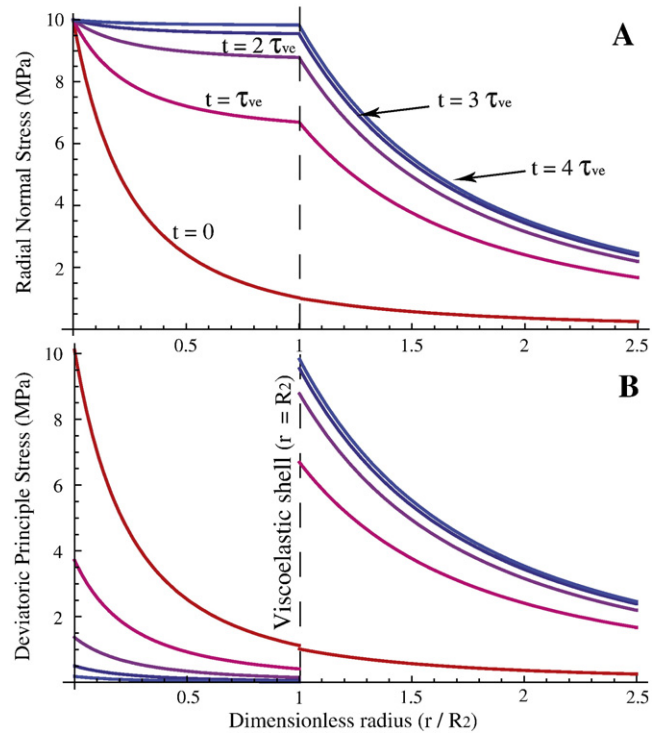 A
Radial Normal Stress (MPa)
10
8
6
4
2
t = 2 τve
t = τve
t = 3 τve
t = 4 τve
t = 0
0.5
1
1.5
2
2.5
B
Deviatoric Principle Stress (MPa)
10
8
6
4
2
Viscoelastic shell (r = R2)
0.5
1
1.5
2
2.5
Dimensionless radius (r / R2)